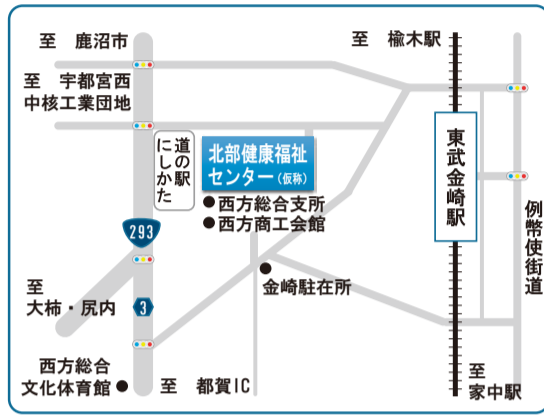 至 鹿沼市
至 楡木駅
至 宇都宮西
中核工業団地
道の駅
にしかた
北部健康福祉
センター(仮称)
西方総合支所
西方商工会館
東武金崎駅
例幣使街道
293
至
大柿・尻内
3
金崎駐在所
西方総合
文化体育館
至 都賀IC
至
家中駅